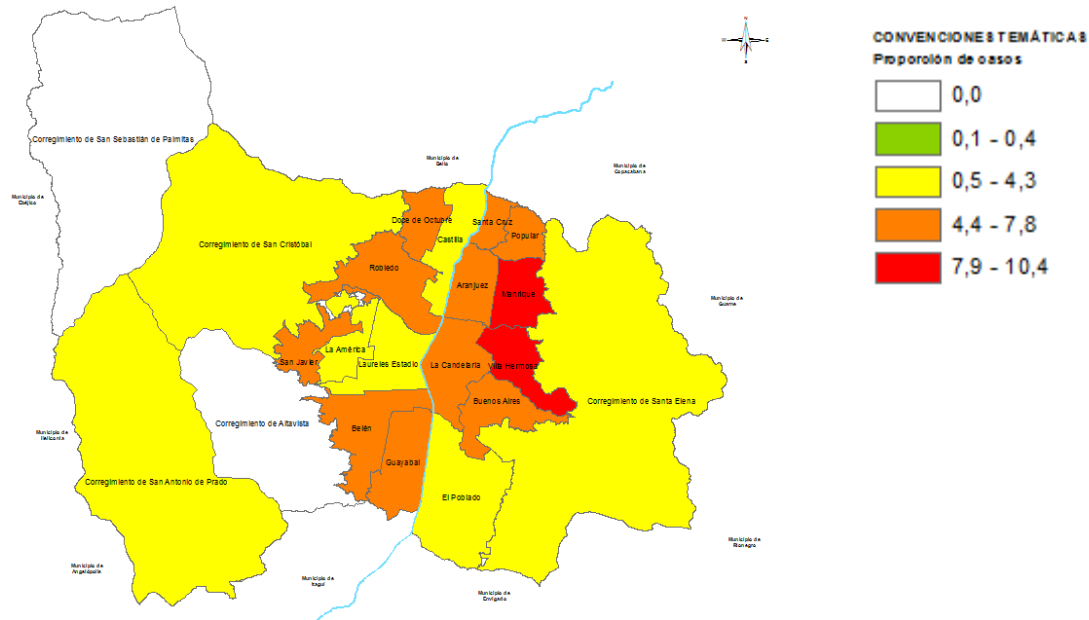 N
E
CONVENCIONES TEMÁTICAS
Proporción de casos
0,0
0,1 - 0,4
0,5 - 4,3
4,4 - 7,8
7,9 - 10,4
Corregimiento de San Sebastián de Palmitas
Municipio de
Bello
Municipio de
Copacabana
Municipio de
Ebéjico
Doce de Octubre
Santa Cruz
Popular
Castilla
Corregimiento de San Cristóbal
Robledo
Aranjuez
Manrique
Municipio de
Guarne
La América
San Javier
Laureles Estadio
La Candelaria
Villa Hermosa
Buenos Aires
Corregimiento de Santa Elena
Corregimiento de Altavista
Belén
Municipio de
Heliconia
Guayabal
Corregimiento de San Antonio de Prado
El Poblado
Municipio de
Rionegro
Municipio de
Angelópolis
Municipio de
Itagüí
Municipio de
Envigado